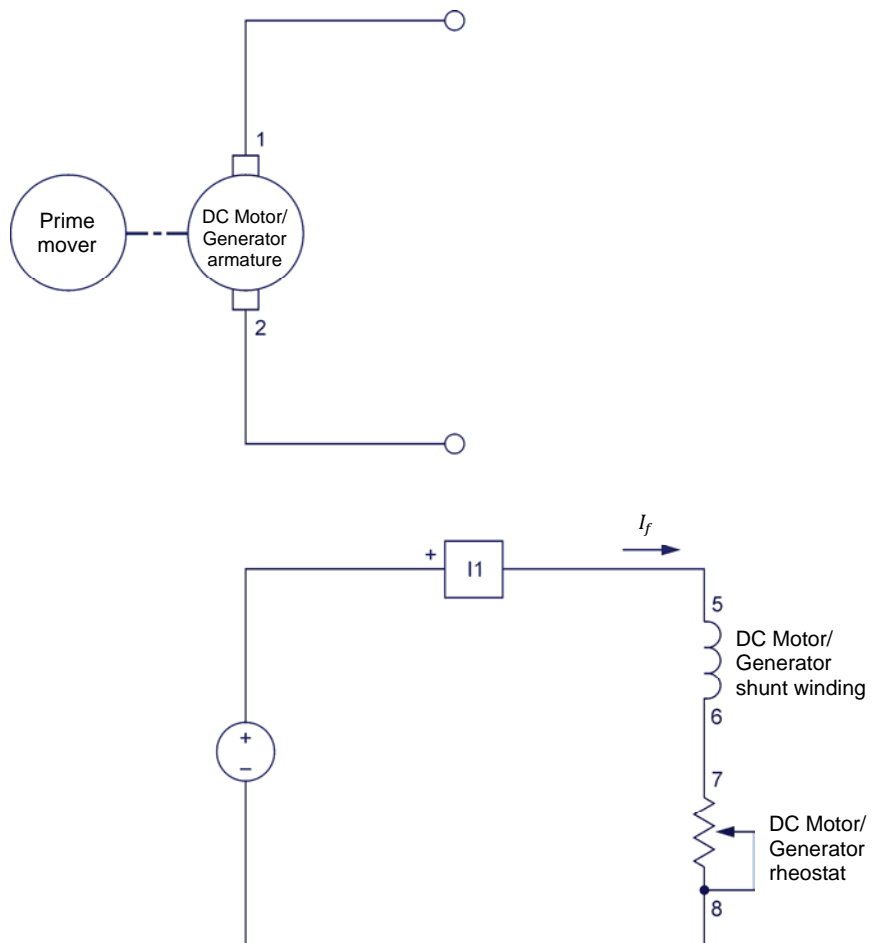 1
Prime
mover
DC Motor/
Generator
armature
2
I_f
+
I1
5
DC Motor/
Generator
shunt winding
6
+
−
7
DC Motor/
Generator
rheostat
8